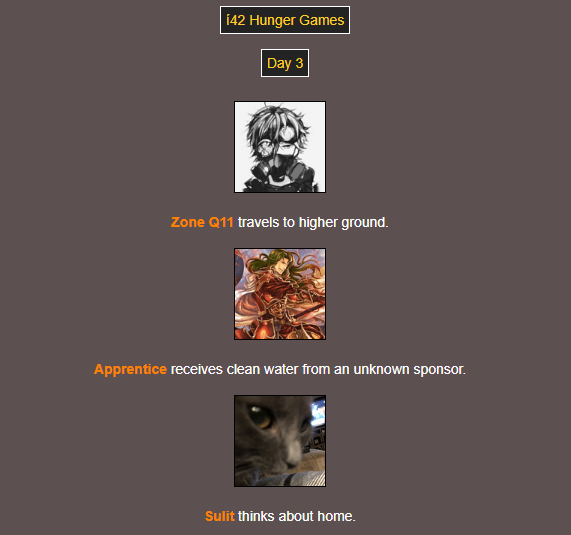 í42 Hunger Games
Day 3
Zone Q11 travels to higher ground.
Apprentice receives clean water from an unknown sponsor.
Sulit thinks about home.